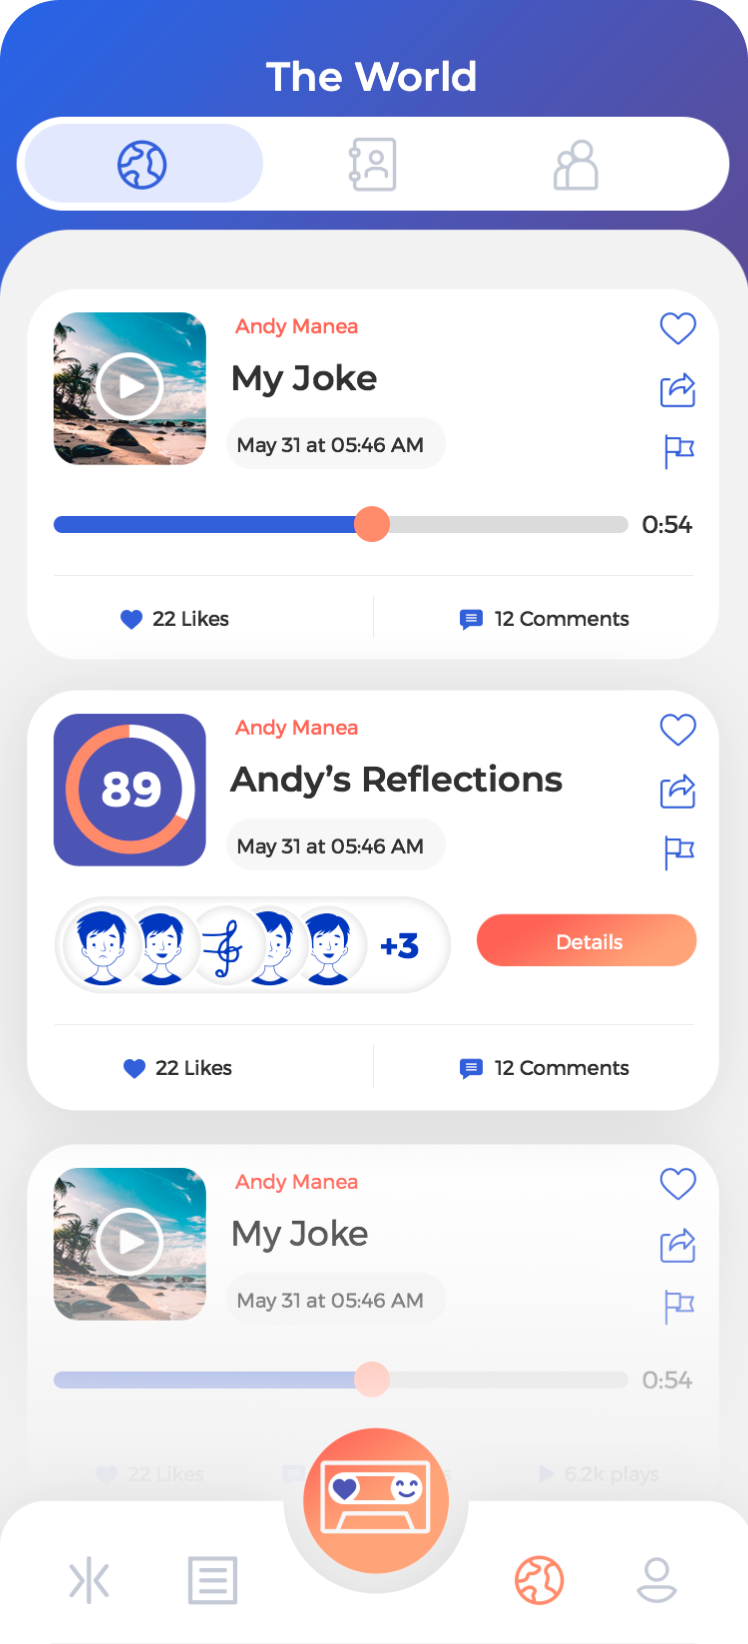 The World
Andy Manea
My Joke
May 31 at 05:46 AM
0:54
22 Likes
12 Comments
89
Andy Manea
Andy's Reflections
May 31 at 05:46 AM
+3
Details
22 Likes
12 Comments
Andy Manea
My Joke
May 31 at 05:46 AM
0:54
22 Likes
6.2k plays